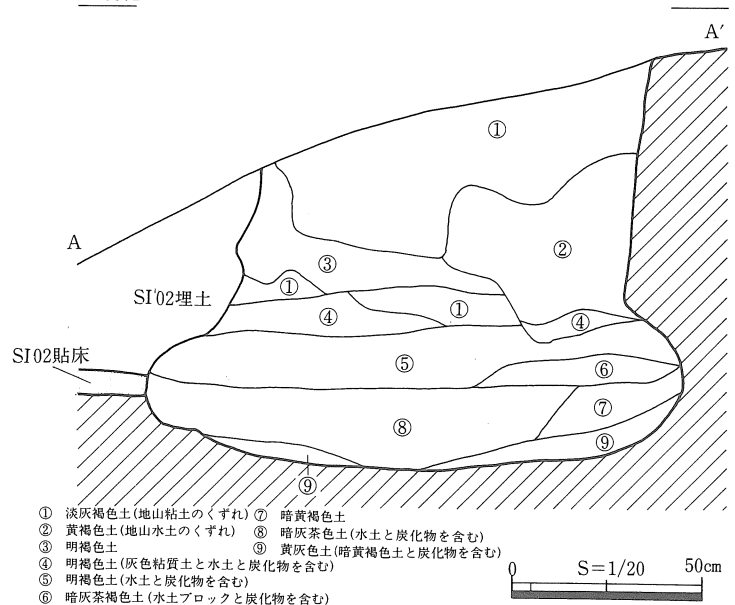 A′
①
②
A
③
①
SI02埋土
①
④
④
SI02貼床
⑤
⑥
⑦
⑧
⑨
⑨
① 淡灰褐色土(地山粘土のくずれ)
② 黄褐色土(地山水土のくずれ)
③ 明褐色土
④ 明褐色土(灰色粘質土と水土と炭化物を含む)
⑤ 明褐色土(水土と炭化物を含む)
⑥ 暗灰茶褐色土(水土ブロックと炭化物を含む)
⑦ 暗黄褐色土
⑧ 暗灰茶色土(水土と炭化物を含む)
⑨ 黄灰色土(暗黄褐色土と炭化物を含む)
0 S=1/20 50cm